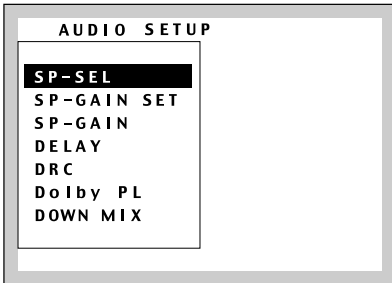 AUDIO SETUP
SP-SEL
SP-GAIN SET
SP-GAIN
DELAY
DRC
Dolby PL
DOWN MIX